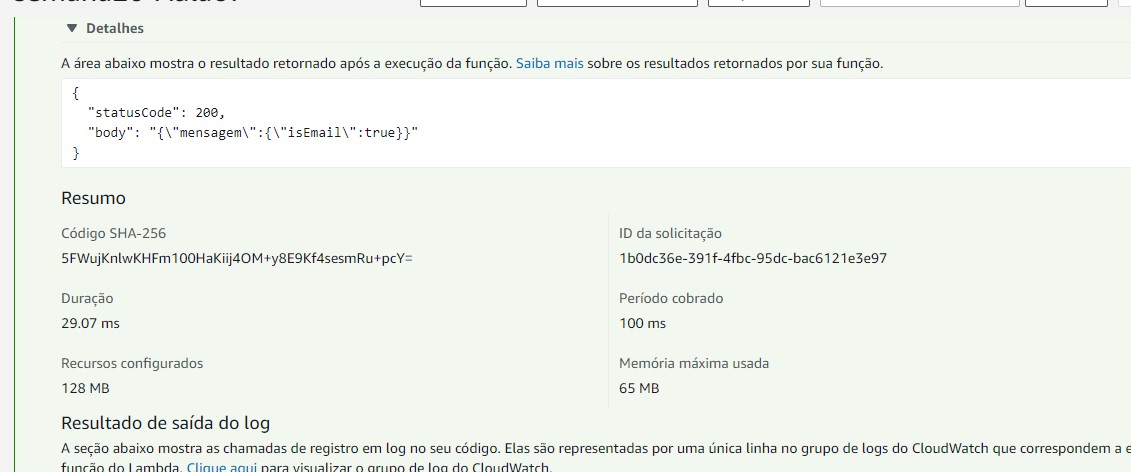 Detalhes
A área abaixo mostra o resultado retornado após a execução da função. Saiba mais sobre os resultados retornados por sua função.
{
"statusCode": 200,
"body": "{\"mensagem\":{\"isEmail\":true}}"
}
Resumo
Código SHA-256
5FWujKnlwKHFm100HaKiij4OM+y8E9Kf4sesmRu+pcY=
ID da solicitação
1b0dc36e-391f-4fbc-95dc-bac6121e3e97
Duração
29.07 ms
Período cobrado
100 ms
Recursos configurados
128 MB
Memória máxima usada
65 MB
Resultado de saída do log
A seção abaixo mostra as chamadas de registro em log no seu código. Elas são representadas por uma única linha no grupo de logs do CloudWatch que correspondem a
função do Lambda. Clique aqui para visualizar o grupo de log do CloudWatch.